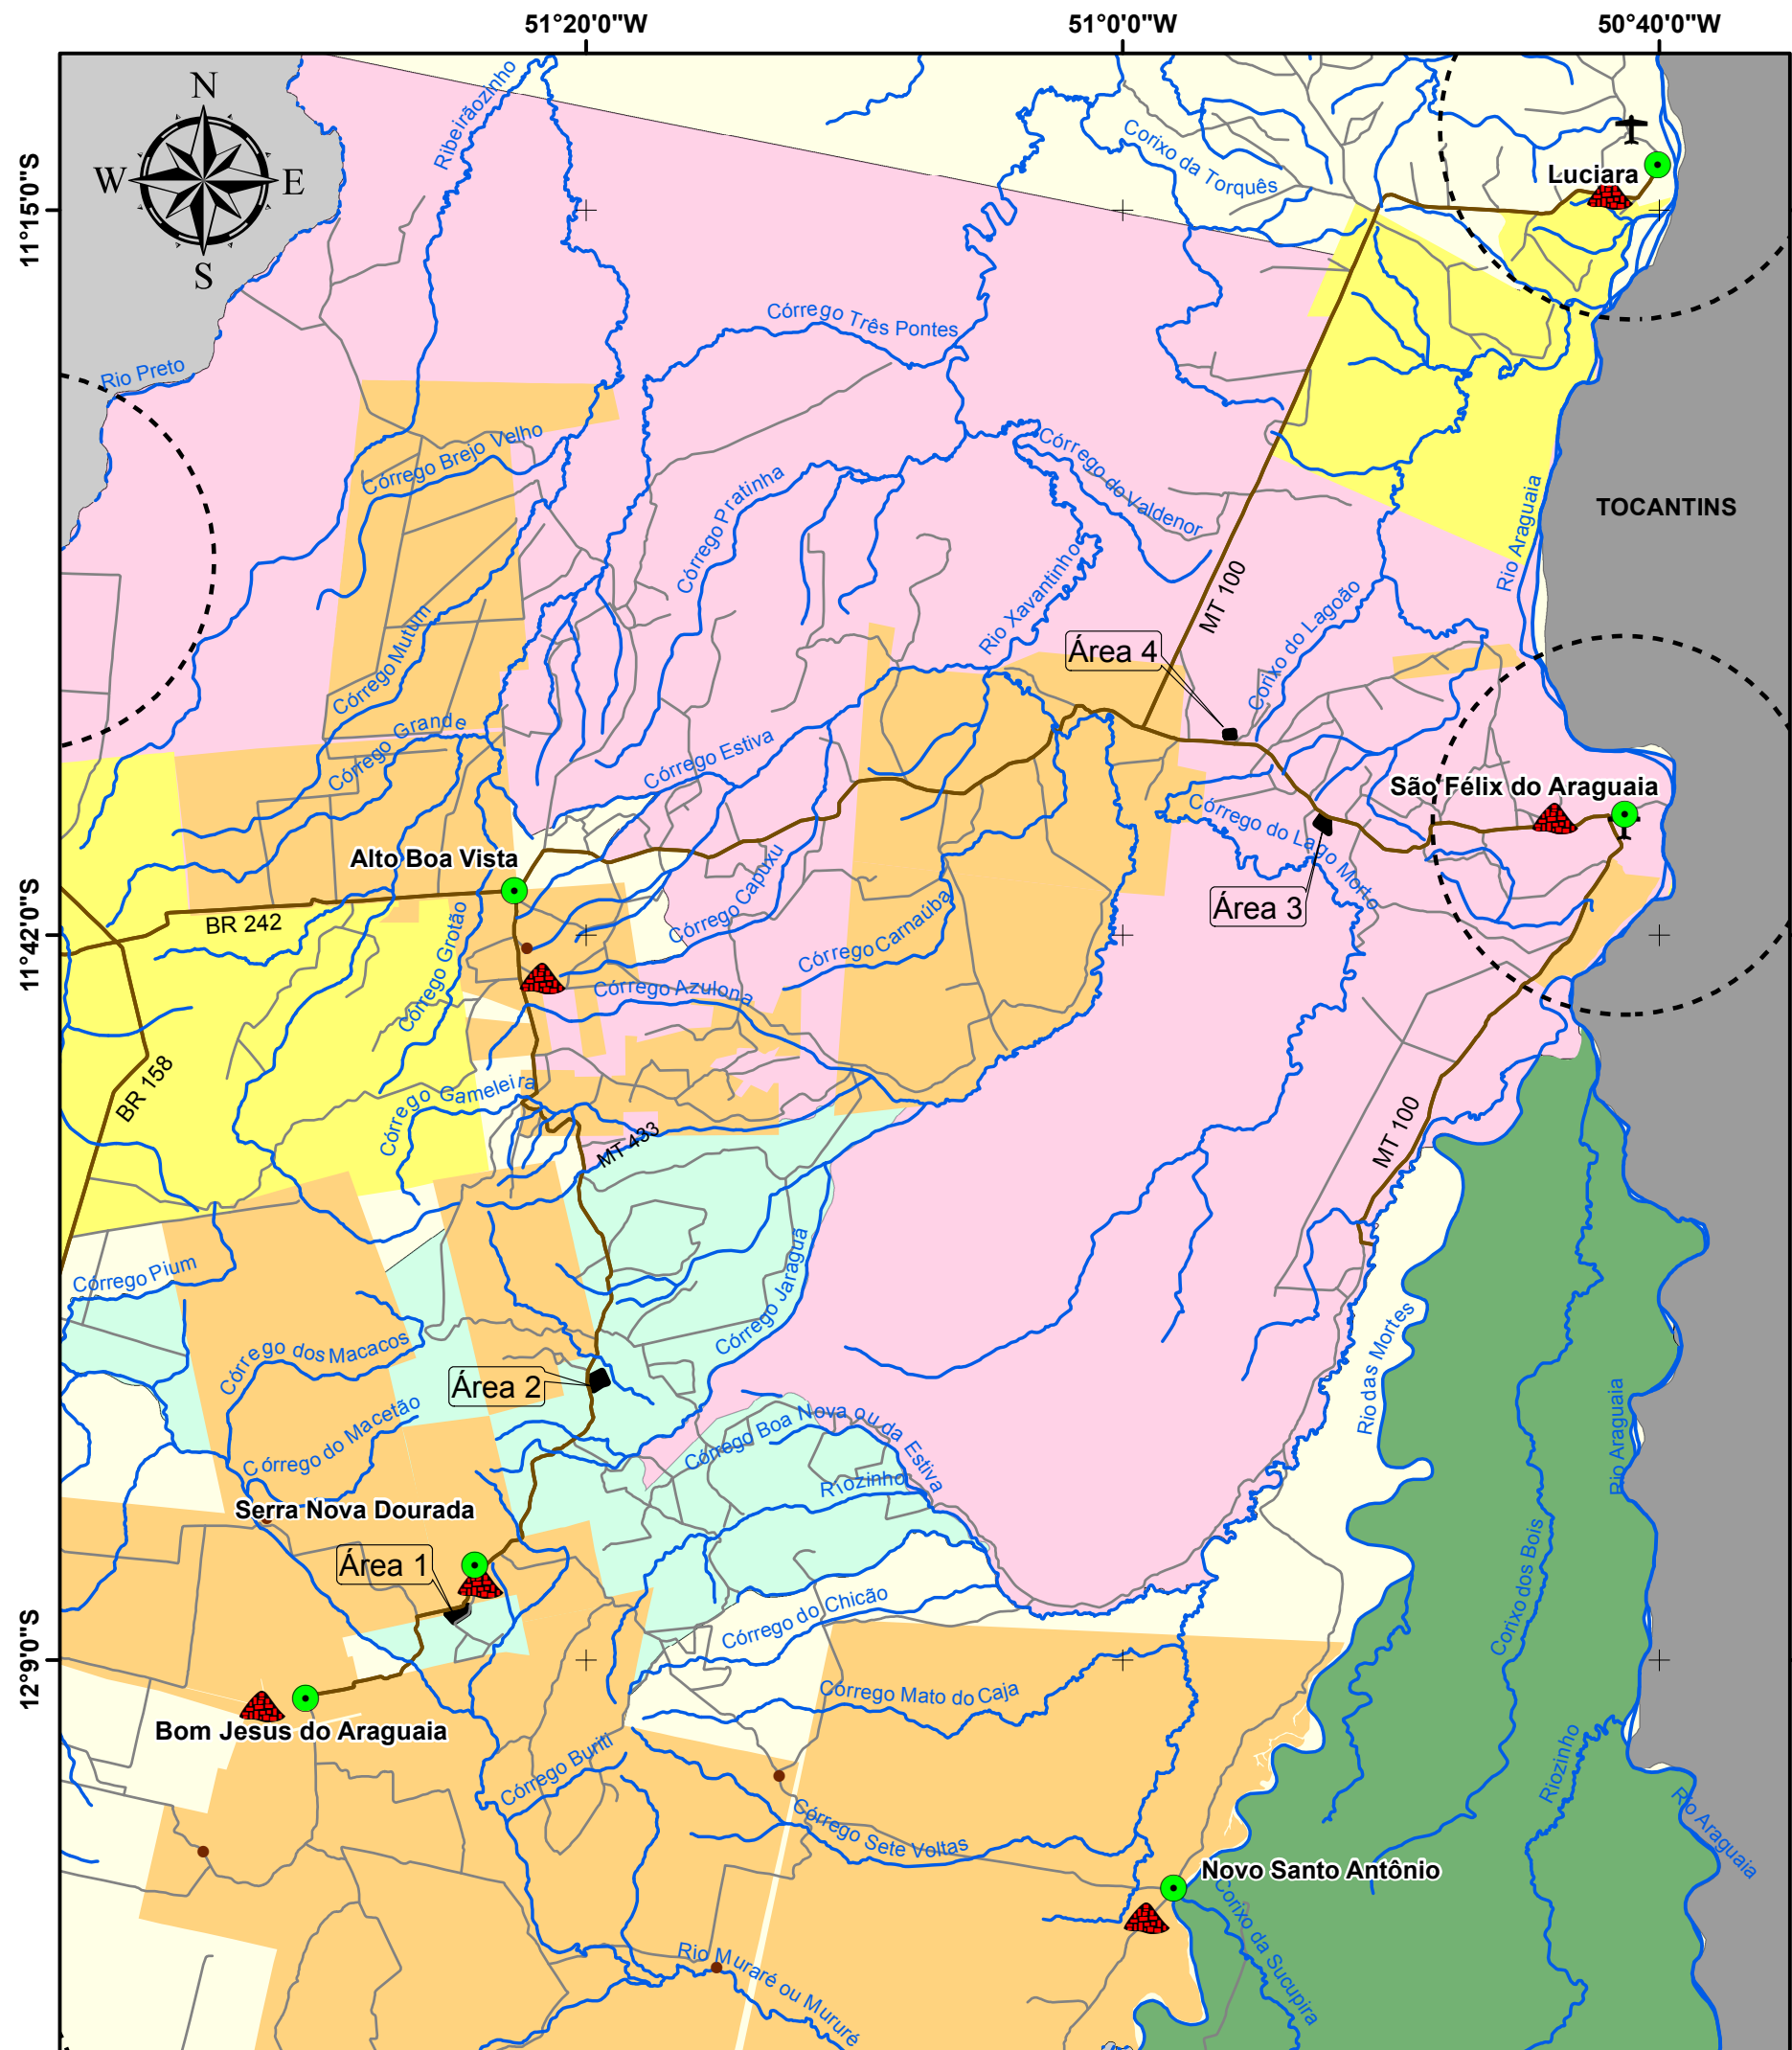 51°20'0"W
51°0'0"W
50°40'0"W
11°15'0"S
11°42'0"S
12°9'0"S
N
W
E
S
Ribeirãozinho
Corixo da Torquês
Luciara
Córrego Três Pontes
Rio Preto
Córrego Brejo Velho
Córrego Pratinha
Córrego do Valdenor
Rio Araguaia
TOCANTINS
Rio Xavantinho
MT 100
Corixo do Lagoão
Área 4
Córrego Mutum
Córrego Grande
Córrego Estiva
São Félix do Araguaia
Córrego do Lago Morto
Alto Boa Vista
Área 3
BR 242
Córrego Grotão
Córrego Capuxu
Córrego Carnaúba
Córrego Azulona
BR 158
Córrego Gameleira
MT 433
MT 100
Córrego Pium
Córrego Jaraguá
Córrego dos Macacos
Área 2
Rio das Mortes
Rio Araguaia
Córrego do Macetão
Córrego Boa Nova ou da Estiva
Riozinho
Serra Nova Dourada
Corixo dos Bois
Área 1
Córrego do Chicão
Córrego Mato do Caja
Bom Jesus do Araguaia
Córrego Buriti
Riozinho
Rio Araguaia
Córrego Sete Voltas
Novo Santo Antônio
Corixo da Sucupira
Rio Muraré ou Mururé